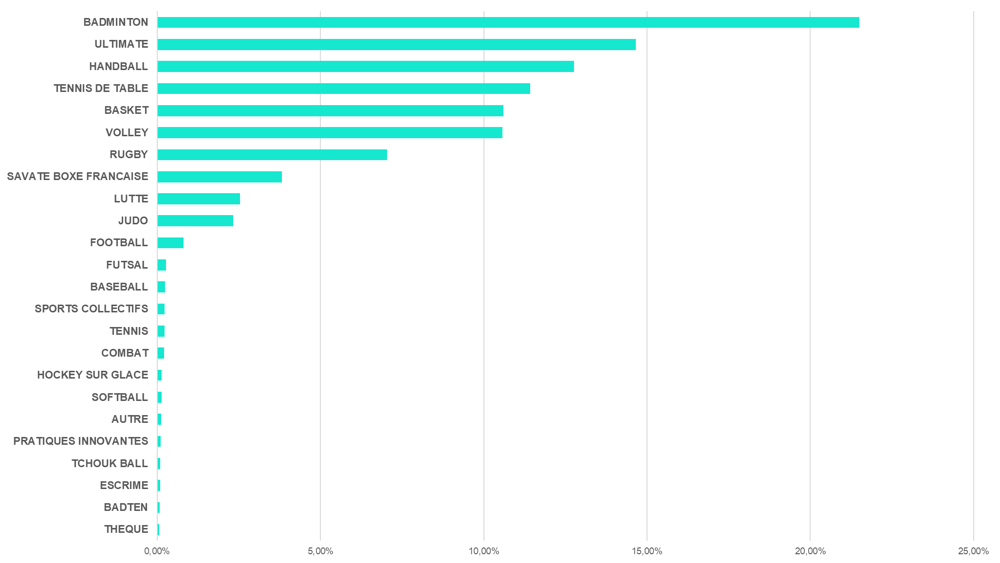 BADMINTON
ULTIMATE
HANDBALL
TENNIS DE TABLE
BASKET
VOLLEY
RUGBY
SAVATE BOXE FRANCAISE
LUTTE
JUDO
FOOTBALL
FUTSAL
BASEBALL
SPORTS COLLECTIFS
TENNIS
COMBAT
HOCKEY SUR GLACE
SOFTBALL
AUTRE
PRATIQUES INNOVANTES
TCHOUK BALL
ESCRIME
BADTEN
THEQUE
0,00% 5,00% 10,00% 15,00% 20,00% 25,00%